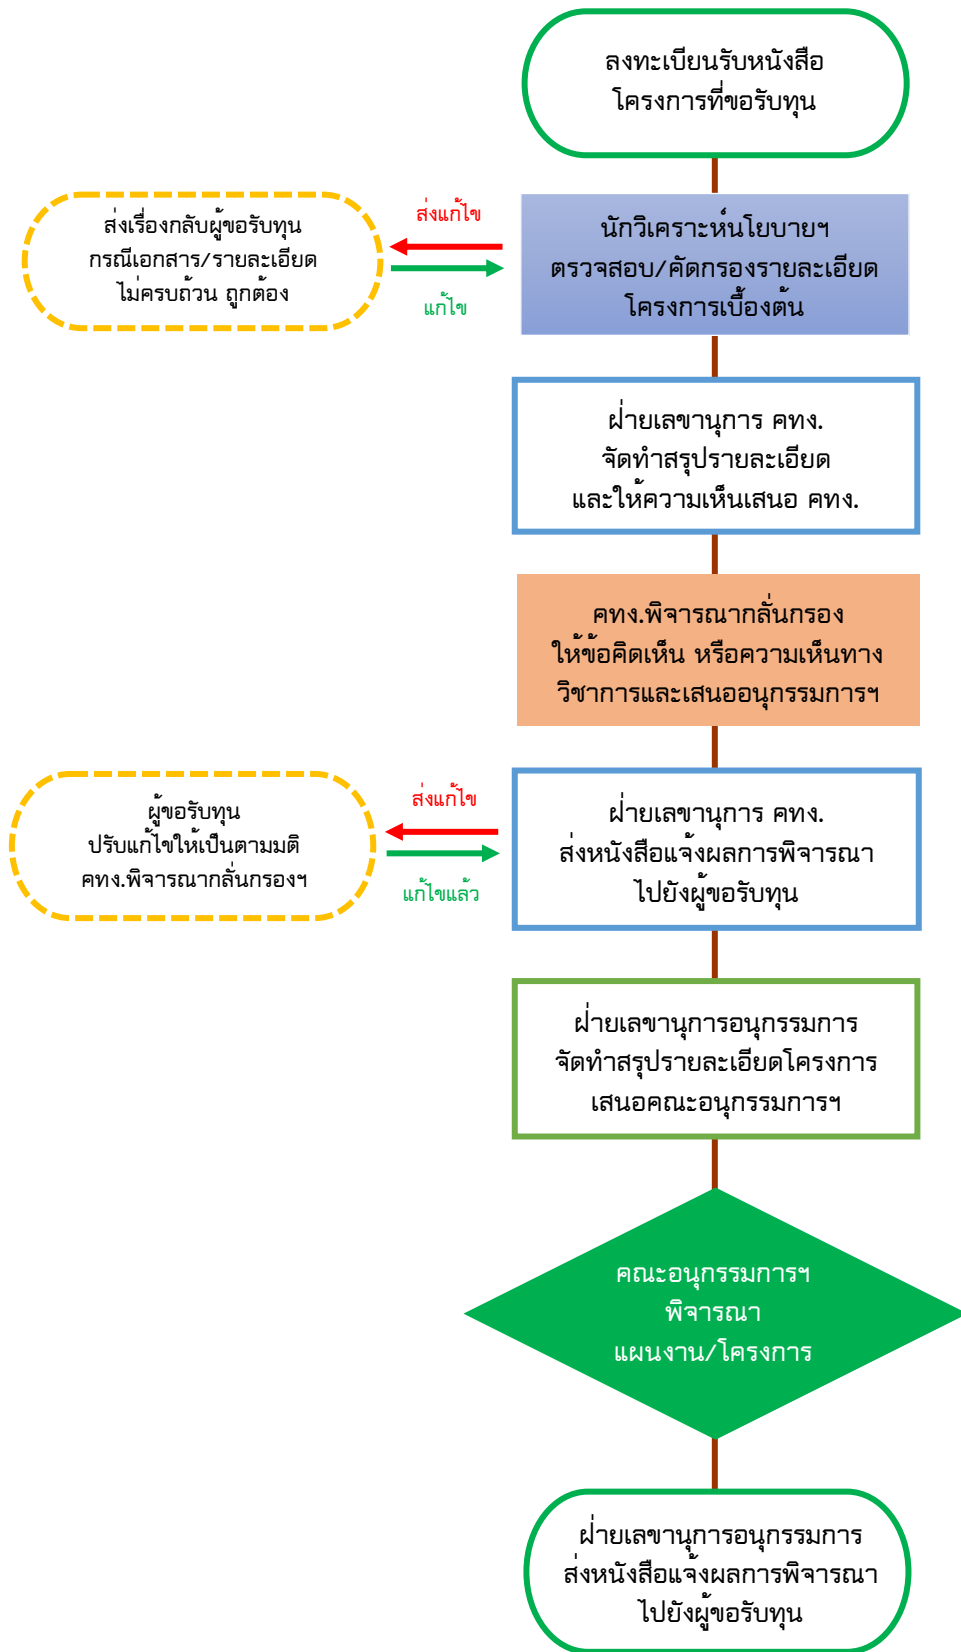 ลงทะเบียนรับหนังสือ
โครงการที่ขอรับทุน
ส่งเรื่องกลับผู้ขอรับทุน
กรณีเอกสาร/รายละเอียด
ไม่ครบถ้วน ถูกต้อง
ส่งแก้ไข
แก้ไข
นักวิเคราะห์นโยบายฯ
ตรวจสอบ/คัดกรองรายละเอียด
โครงการเบื้องต้น
ฝ่ายเลขานุการ คทง.
จัดทำสรุปรายละเอียด
และให้ความเห็นเสนอ คทง.
คทง.พิจารณากลั่นกรอง
ให้ข้อคิดเห็น หรือความเห็นทาง
วิชาการและเสนออนุกรรมการฯ
ผู้ขอรับทุน
ปรับแก้ไขให้เป็นตามมติ
คทง.พิจารณากลั่นกรองฯ
ส่งแก้ไข
แก้ไขแล้ว
ฝ่ายเลขานุการ คทง.
ส่งหนังสือแจ้งผลการพิจารณา
ไปยังผู้ขอรับทุน
ฝ่ายเลขานุการอนุกรรมการ
จัดทำสรุปรายละเอียดโครงการ
เสนอคณะอนุกรรมการฯ
คณะอนุกรรมการฯ
พิจารณา
แผนงาน/โครงการ
ฝ่ายเลขานุการอนุกรรมการ
ส่งหนังสือแจ้งผลการพิจารณา
ไปยังผู้ขอรับทุน